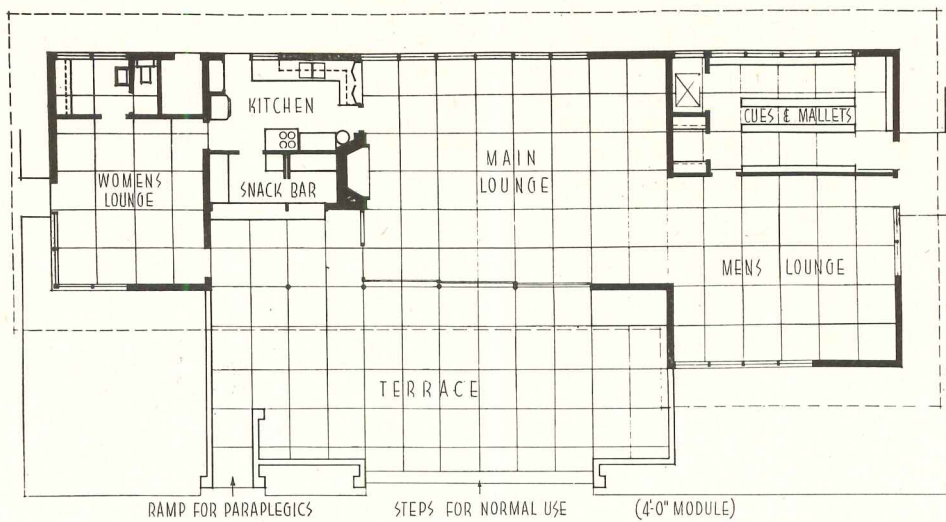 KITCHEN
CUES & MALLETS
MAIN
LOUNGE
WOMENS
LOUNGE
SNACK BAR
MENS LOUNGE
TERRACE
RAMP FOR PARAPLEGICS
STEPS FOR NORMAL USE
(4'-0" MODULE)